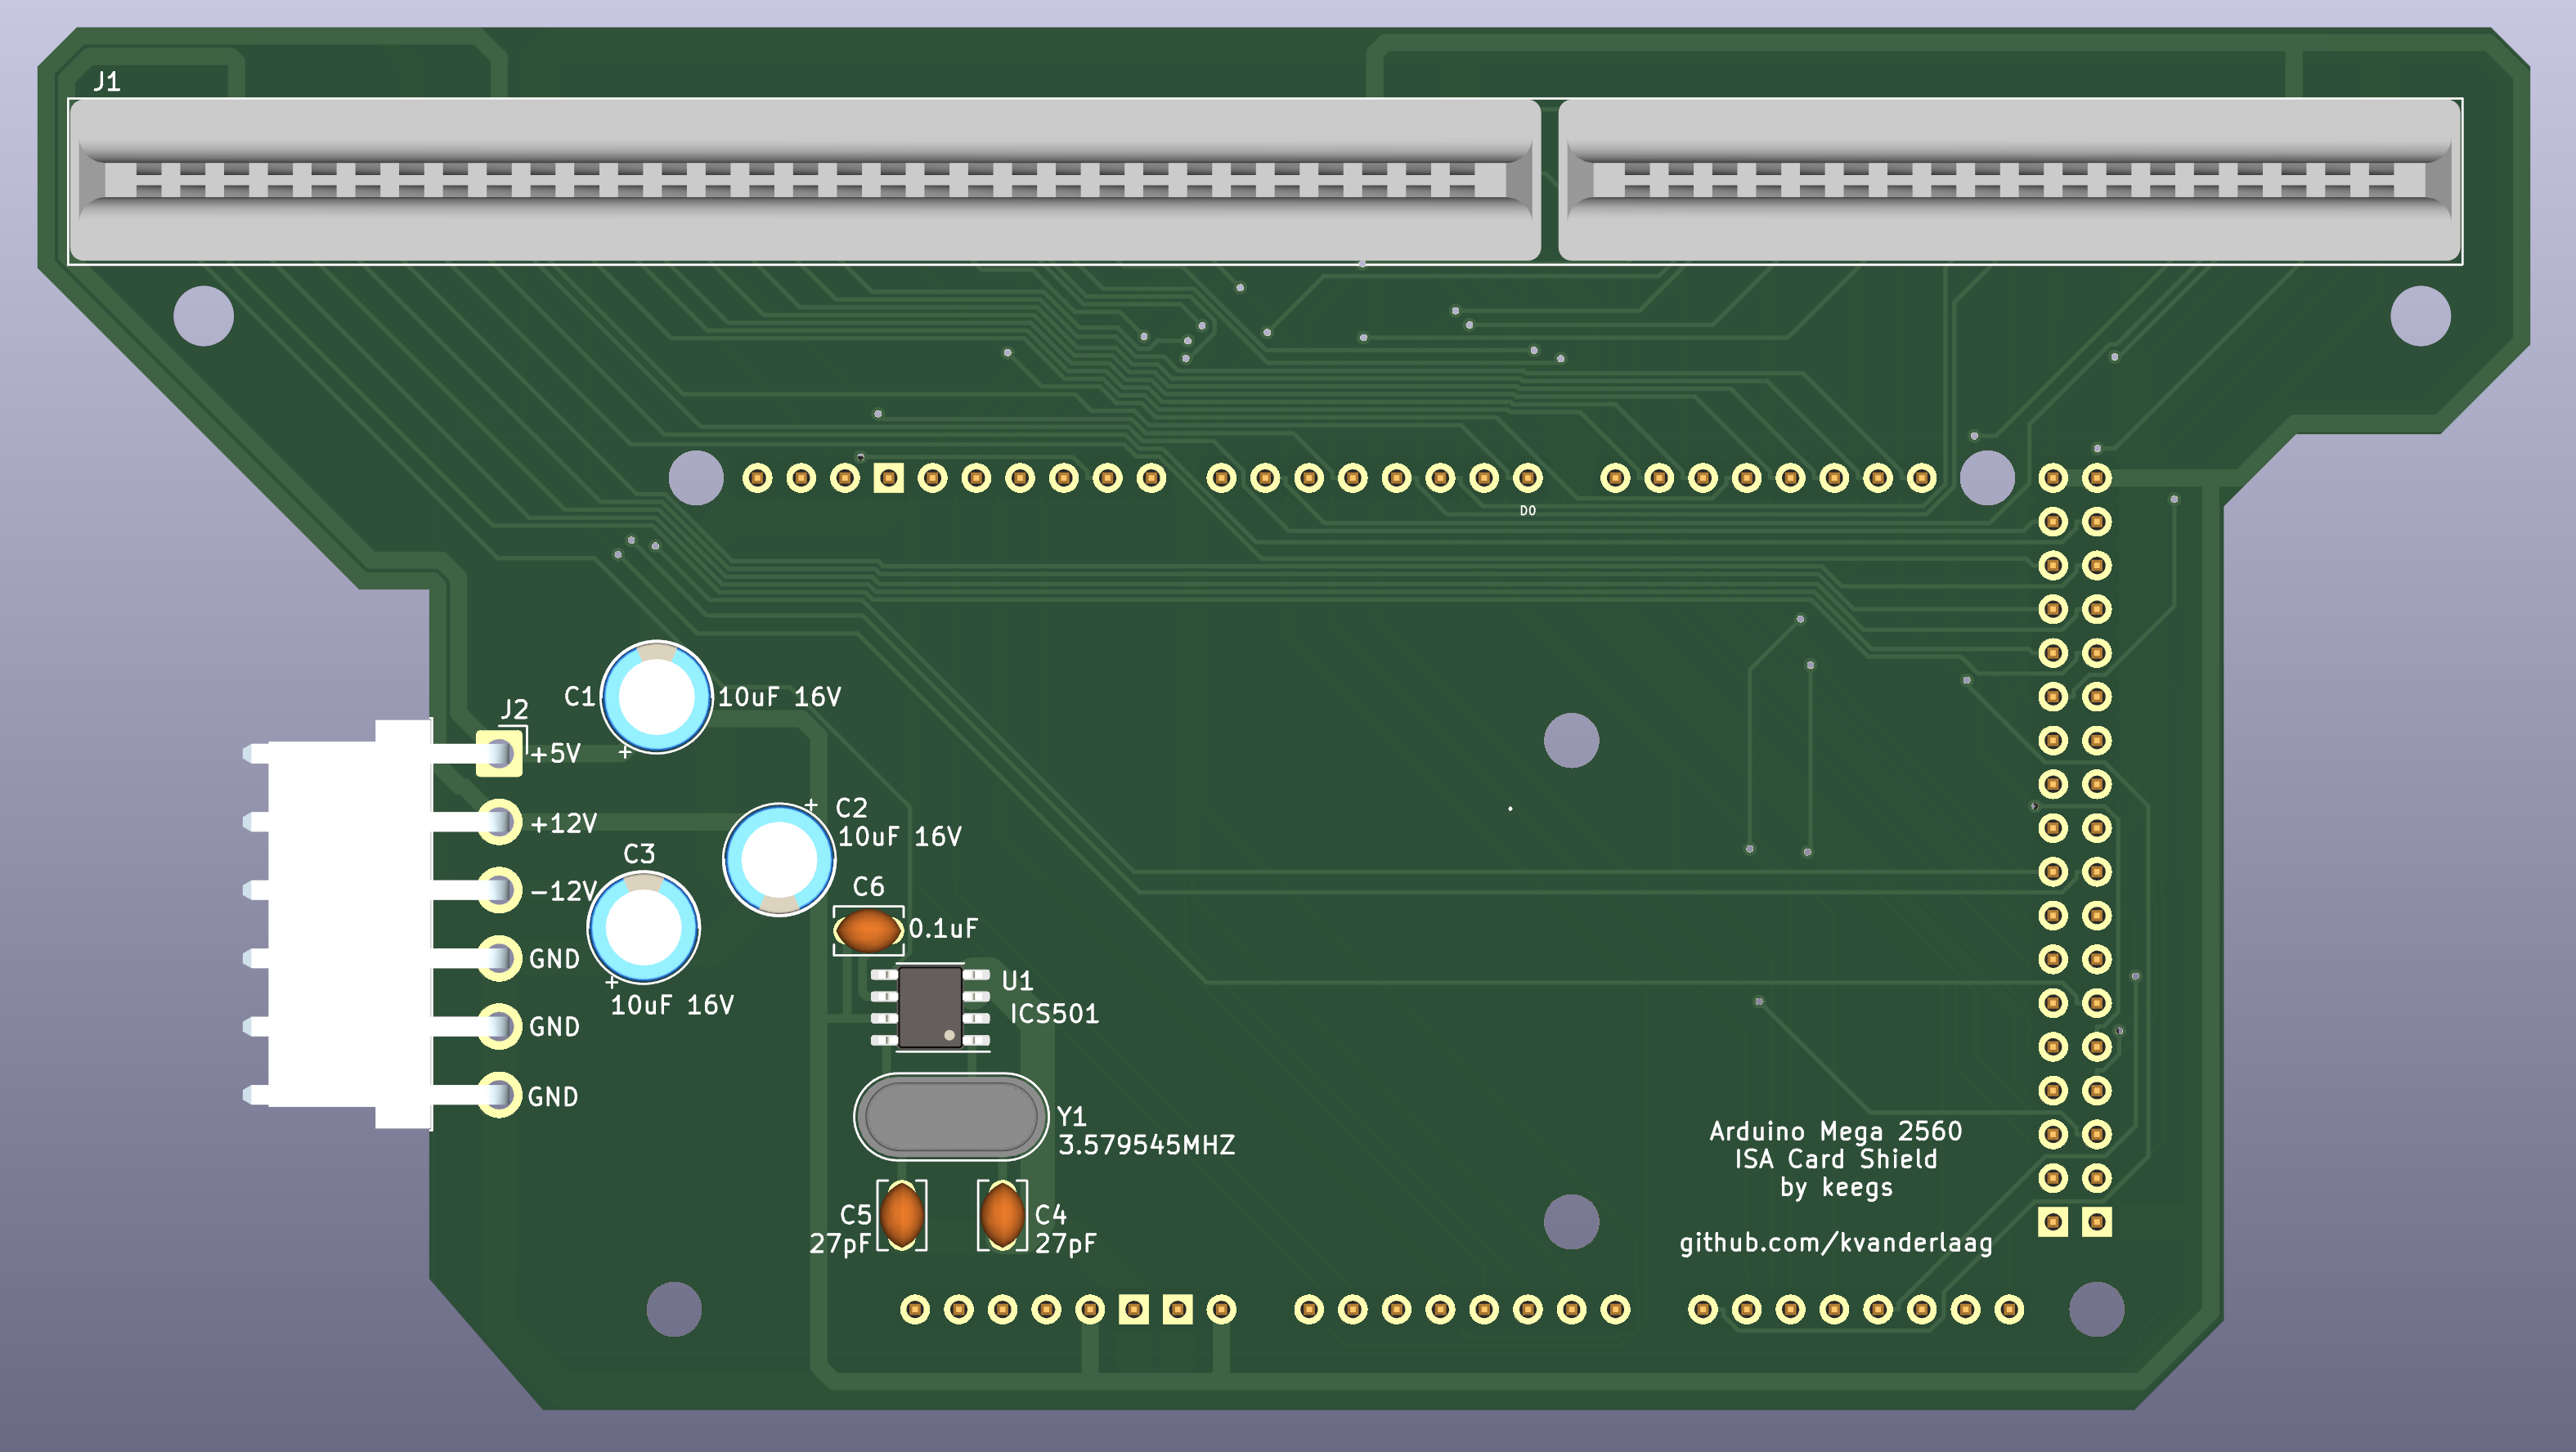 J1
D0
C1
10uF 16V
+
J2
+5V
+
C2
10uF 16V
+12V
C3
-12V
C6
0.1uF
GND
+
10uF 16V
U1
ICS501
GND
GND
Y1
3.579545MHZ
Arduino Mega 2560
ISA Card Shield
by keegs
C5
27pF
C4
27pF
github.com/kvanderlaag